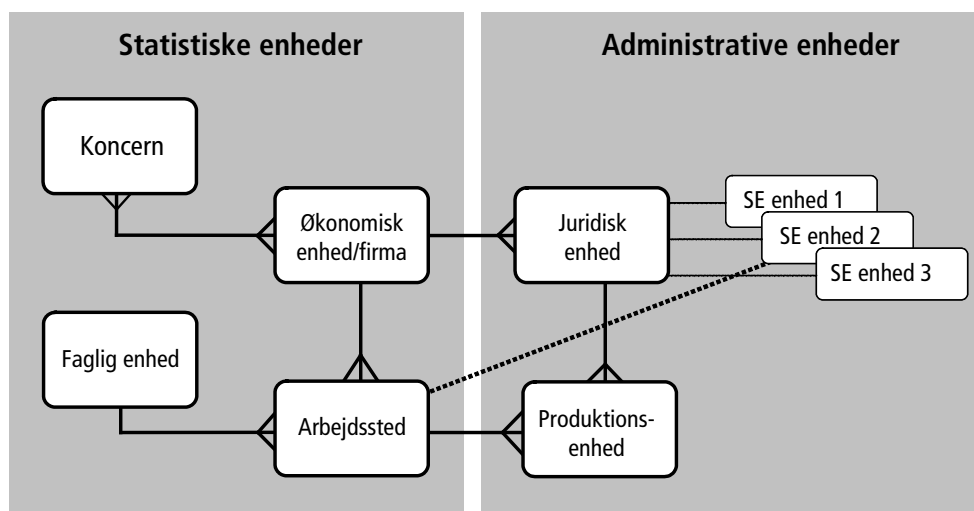 Statistiske enheder
Administrative enheder
Koncern
Økonomisk
enhed/firma
Juridisk
enhed
SE enhed 1
SE enhed 2
SE enhed 3
Faglig enhed
Arbejdssted
Produktions-
enhed